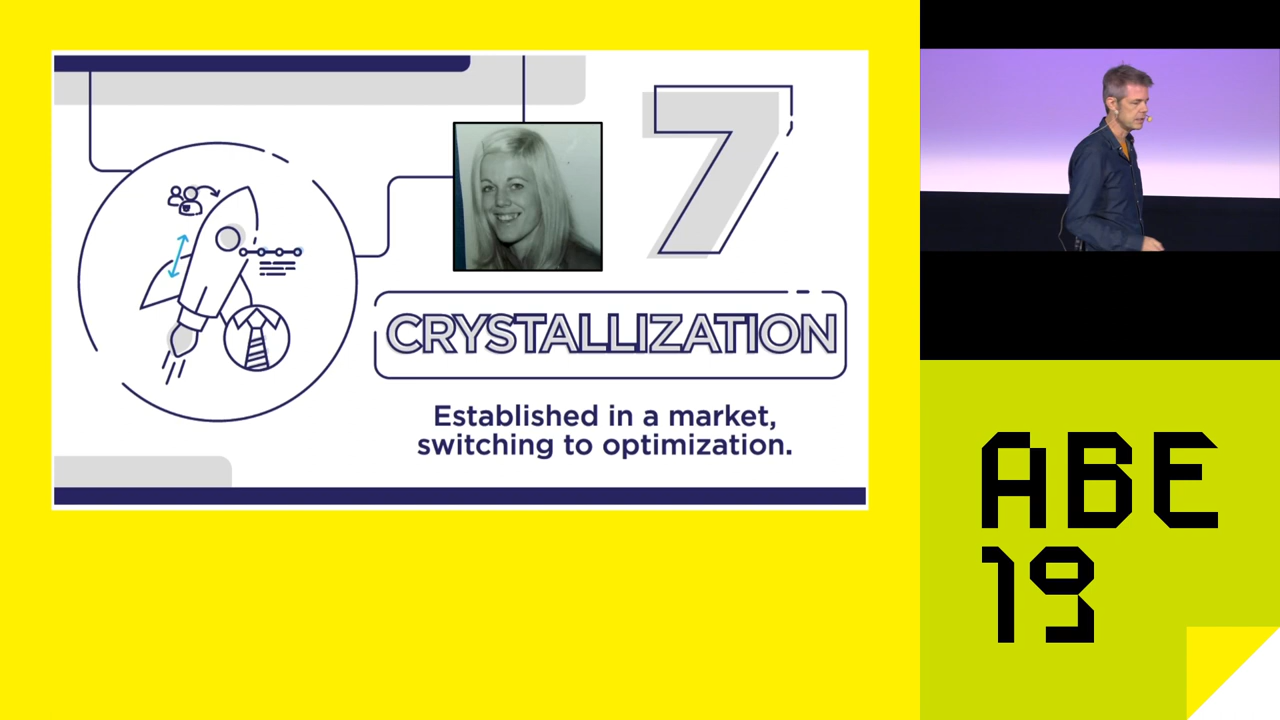 7
CRYSTALLIZATION
Established in a market,
switching to optimization.
ABE
19